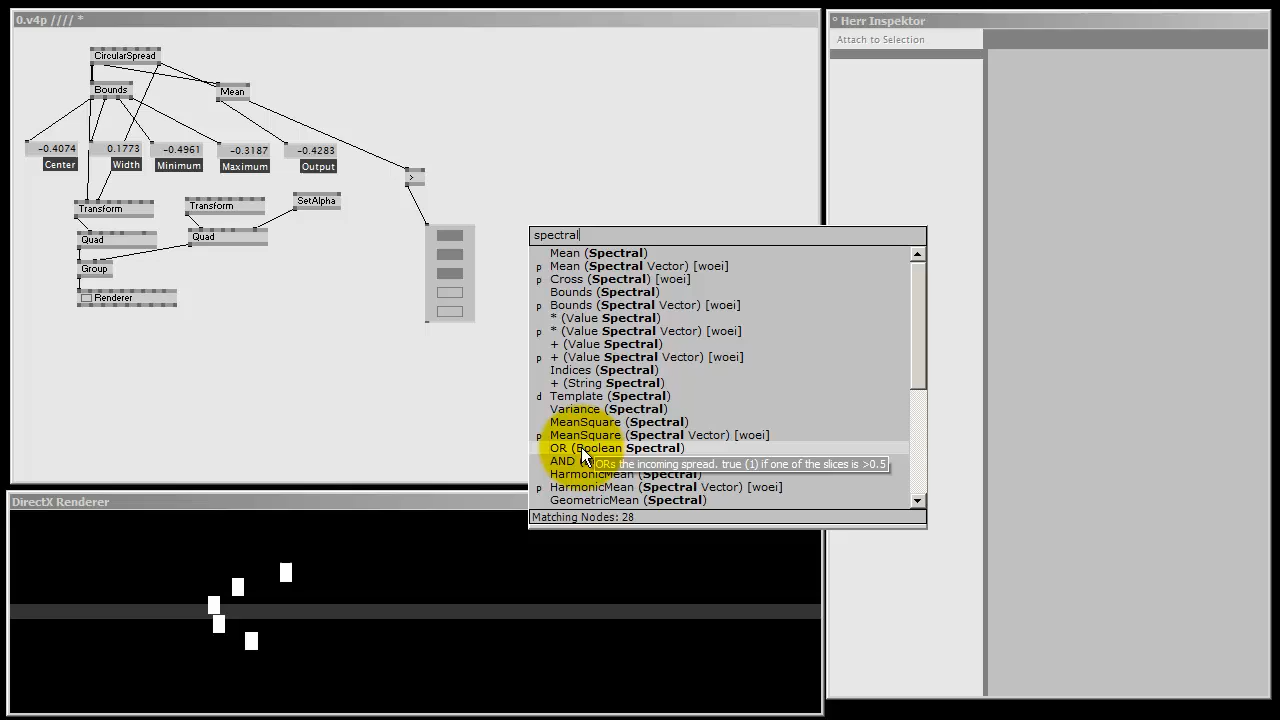 0.v4p //// *
CircularSpread
Bounds
Mean
-0.4074
0.1773
-0.4961
-0.3187
-0.4283
Center
Width
Minimum
Maximum
Output
>
Transform
Transform
SetAlpha
Quad
Quad
Group
Renderer
spectral
Mean (Spectral)
p Mean (Spectral Vector) [woei]
p Cross (Spectral) [woei]
Bounds (Spectral)
p Bounds (Spectral Vector) [woei]
* (Value Spectral)
p * (Value Spectral Vector) [woei]
+ (Value Spectral)
p + (Value Spectral Vector) [woei]
Indices (Spectral)
+ (String Spectral)
d Template (Spectral)
Variance (Spectral)
MeanSquare (Spectral)
p MeanSquare (Spectral Vector) [woei]
OR (Boolean Spectral)
AND
ORs the incoming spread. true (1) if one of the slices is >0.5
HarmonicMean (Spectral)
p HarmonicMean (Spectral Vector) [woei]
GeometricMean (Spectral)
Matching Nodes: 28
DirectX Renderer
° Herr Inspektor
Attach to Selection